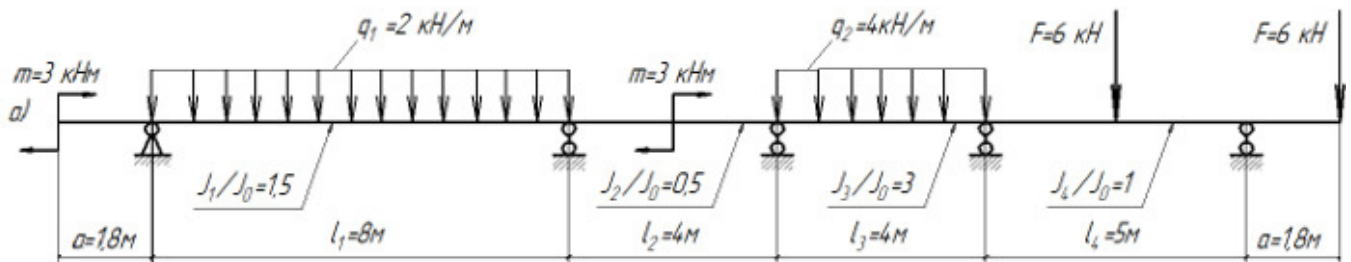 q₁=2 кН/м
q₂=4кН/м
F=6 кН
F=6 кН
m=3 кНм
m=3 кНм
а)
J₁/J₀=1,5
J₂/J₀=0,5
J₃/J₀=3
J₄/J₀=1
a=1,8м
l₁=8м
l₂=4м
l₃=4м
l₄=5м
a=1,8м